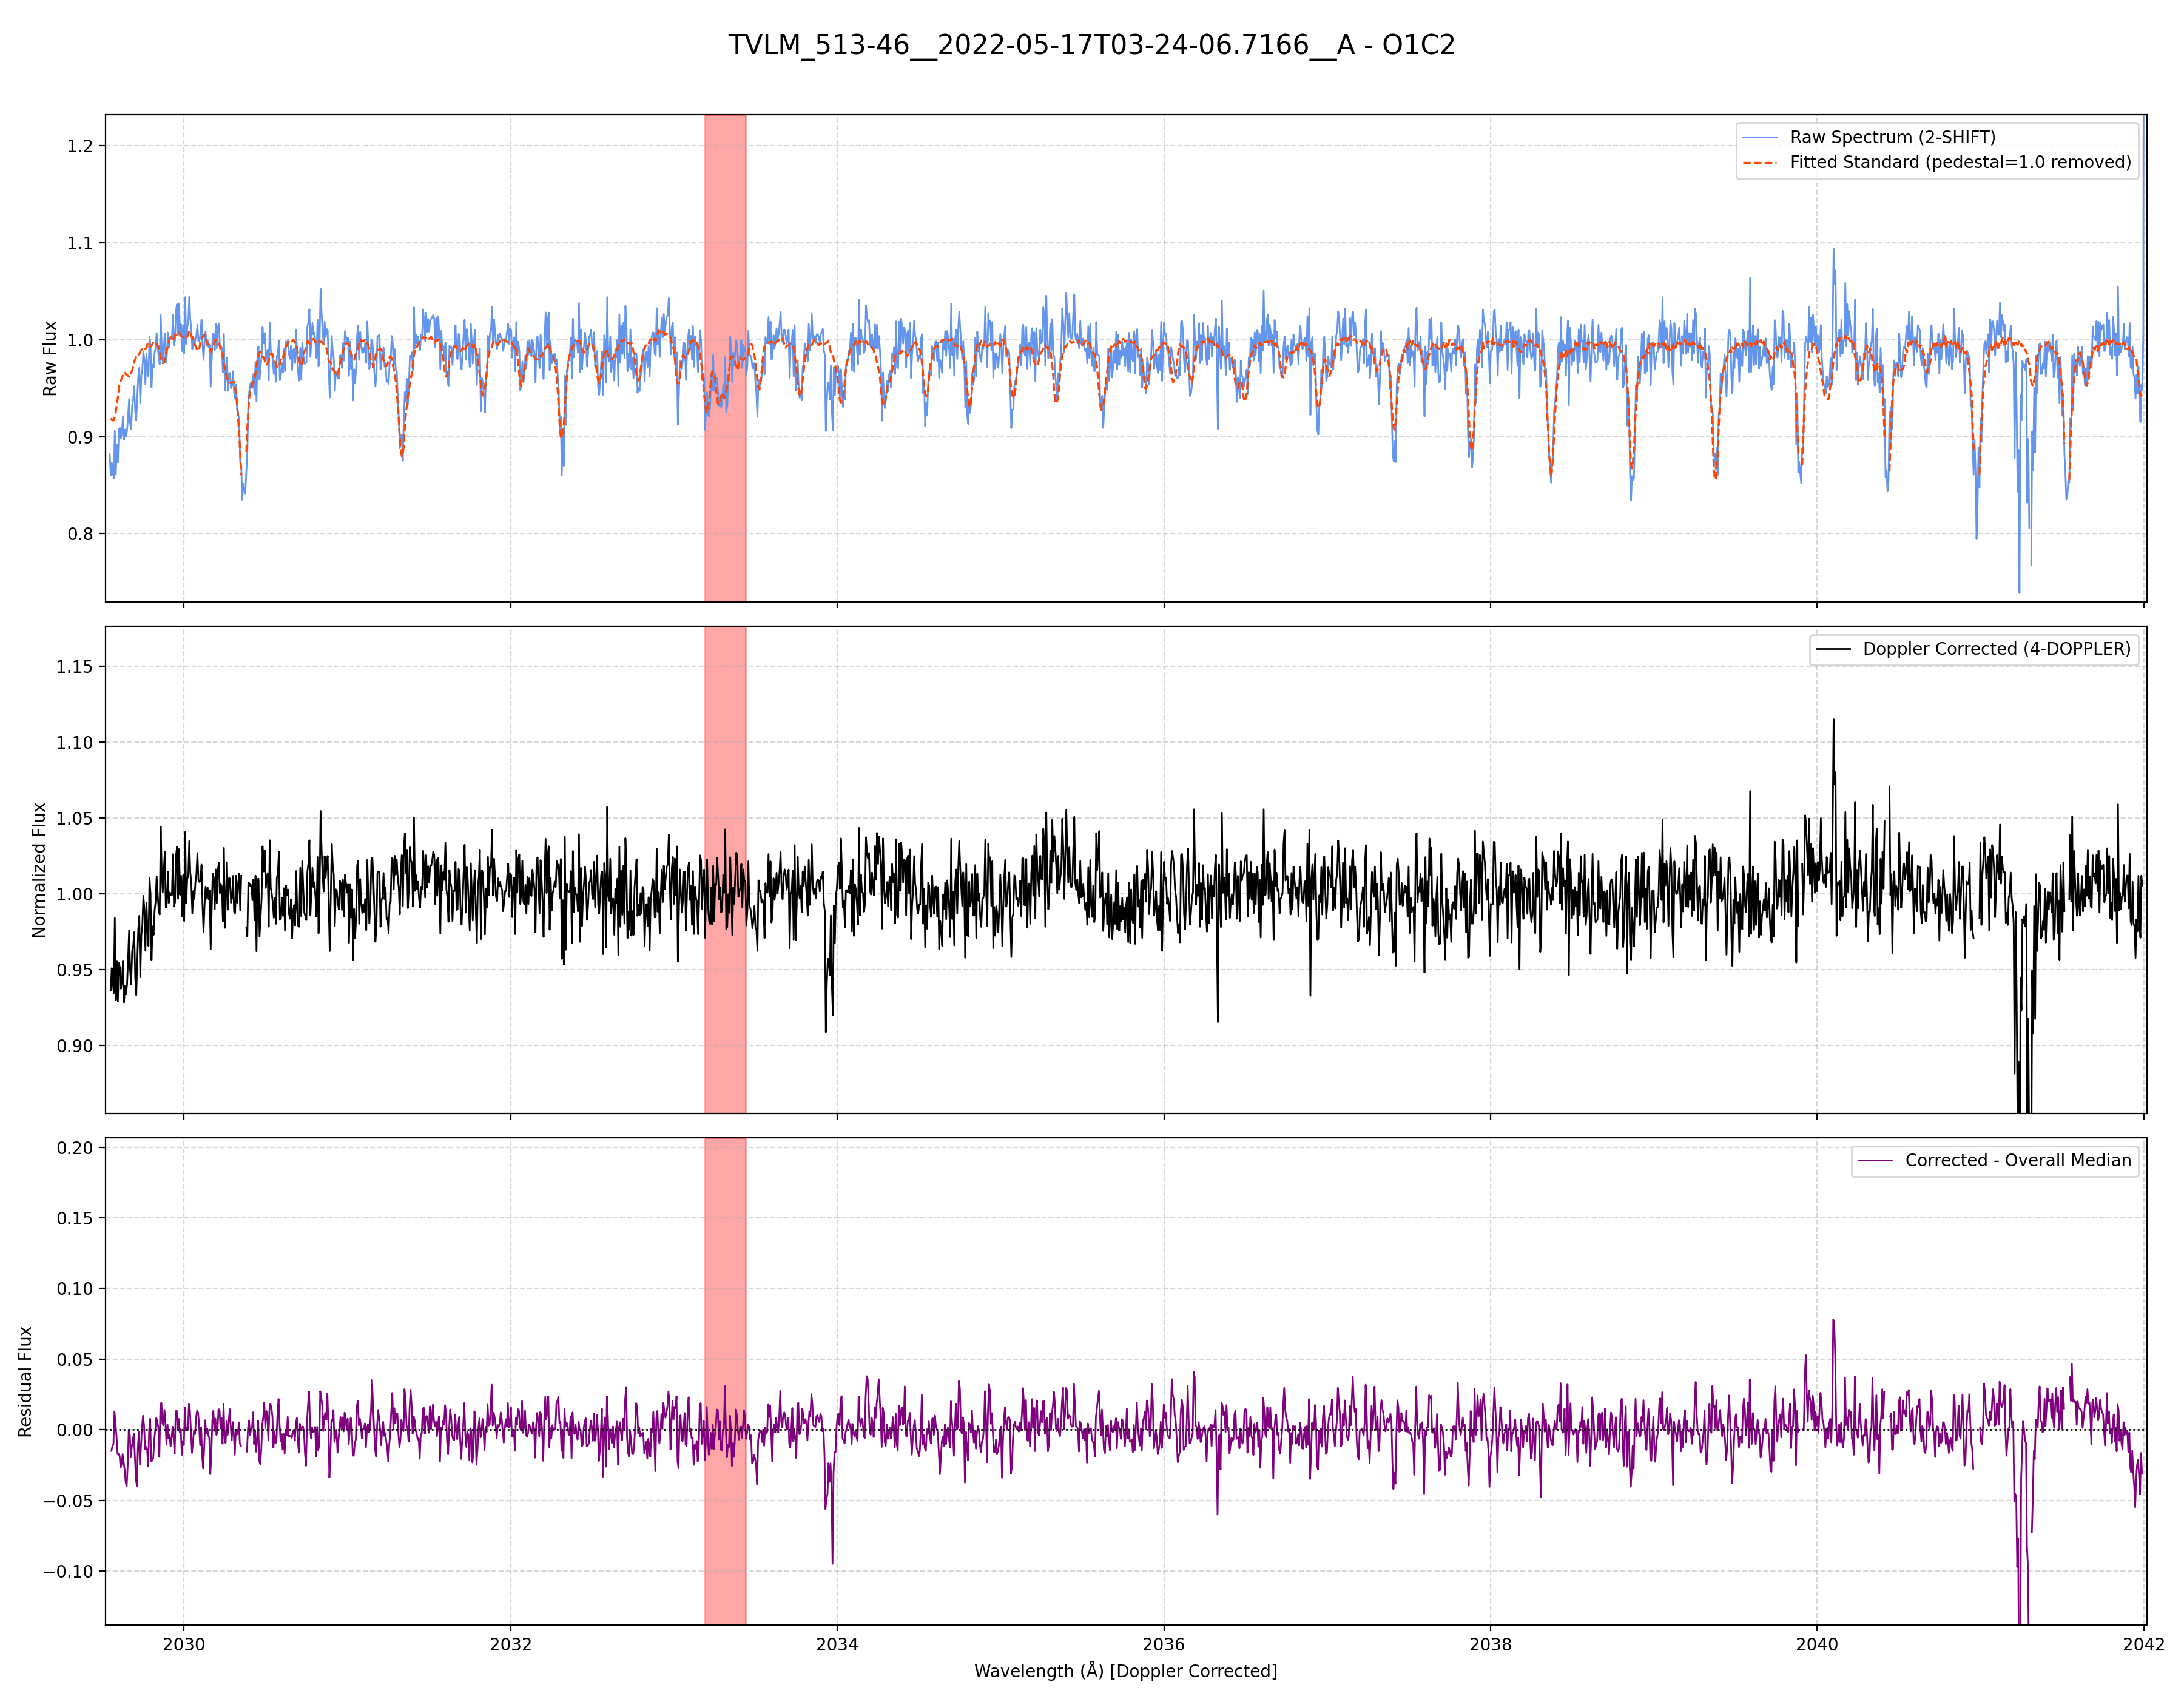 TVLM_513-46__2022-05-17T03-24-06.7166__A - O1C2
Raw Spectrum (2-SHIFT)
Fitted Standard (pedestal=1.0 removed)
1.2
1.1
1.0
0.9
0.8
Raw Flux
Doppler Corrected (4-DOPPLER)
1.15
1.10
1.05
1.00
0.95
0.90
Normalized Flux
Corrected - Overall Median
0.20
0.15
0.10
0.05
0.00
−0.05
−0.10
Residual Flux
2030 2032 2034 2036 2038 2040 2042
Wavelength (Å) [Doppler Corrected]